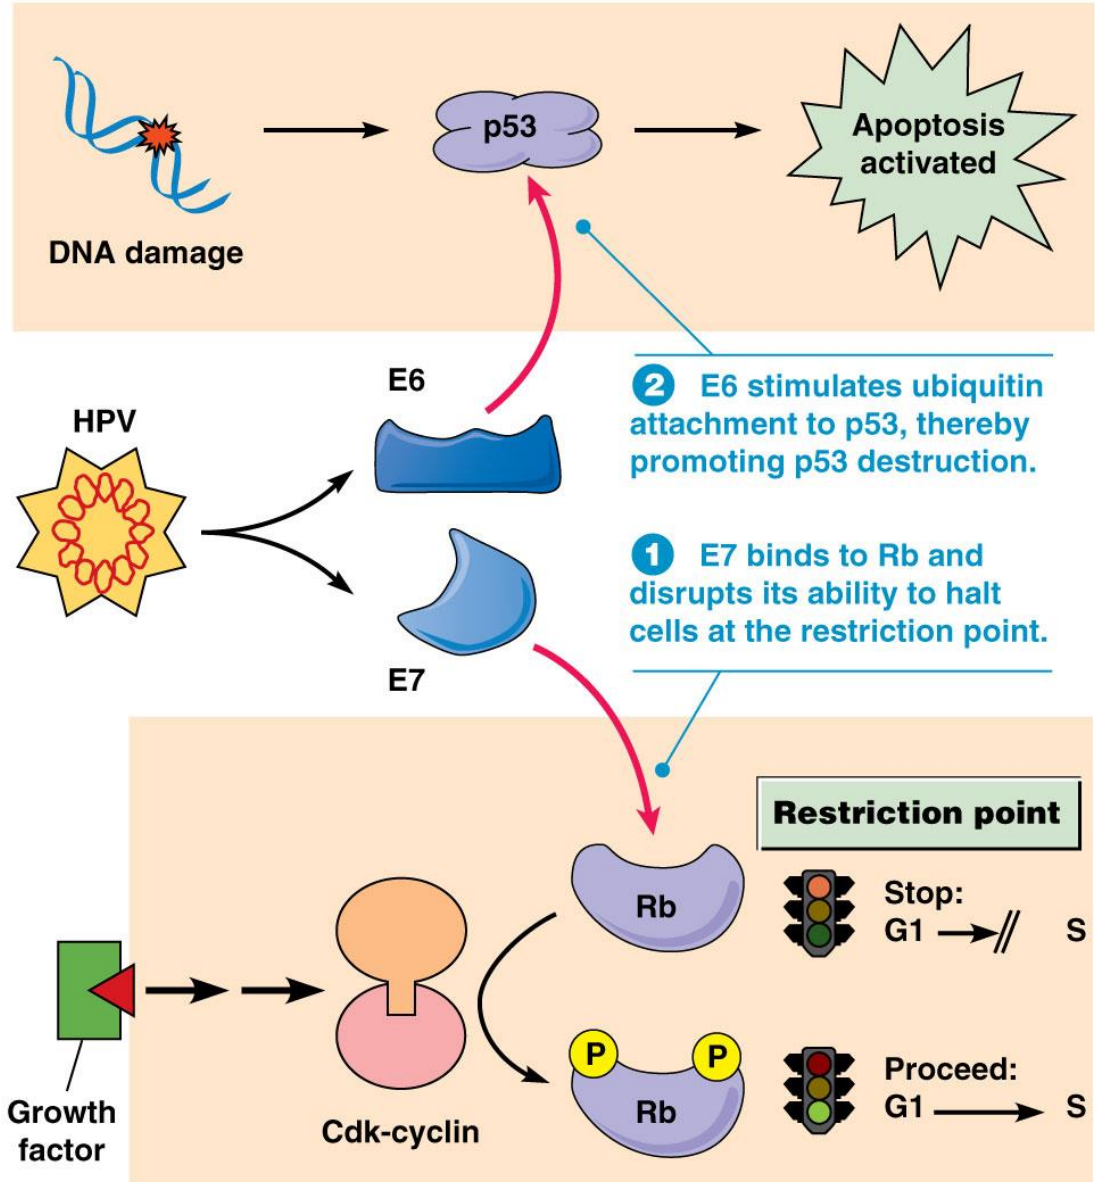 p53
Apoptosis
activated
DNA damage
E6
HPV
2 E6 stimulates ubiquitin
attachment to p53, thereby
promoting p53 destruction.
1 E7 binds to Rb and
disrupts its ability to halt
cells at the restriction point.
E7
Restriction point
Rb
Stop:
G1 S
P P
Rb
Proceed:
G1 S
Growth
factor
Cdk-cyclin